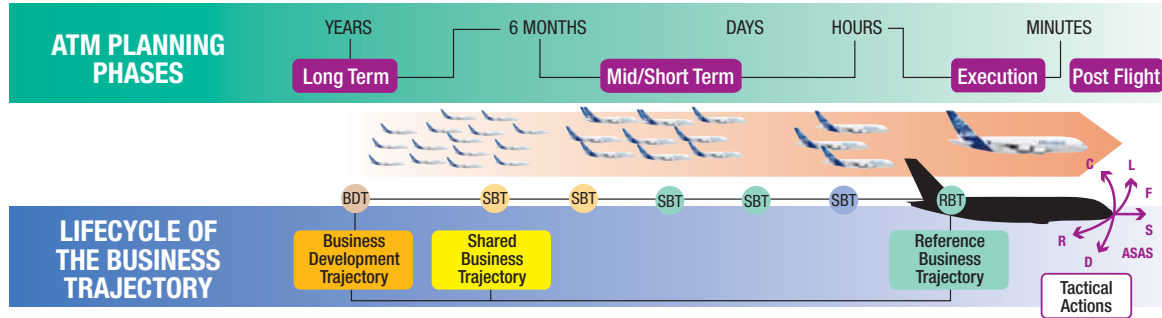 ATM PLANNING
PHASES
YEARS
6 MONTHS
DAYS
HOURS
MINUTES
Long Term
Mid/Short Term
Execution
Post Flight
C
L
F
S
ASAS
D
R
BDT
SBT
SBT
SBT
SBT
SBT
RBT
LIFECYCLE OF
THE BUSINESS
TRAJECTORY
Business
Development
Trajectory
Shared
Business
Trajectory
Reference
Business
Trajectory
Tactical
Actions